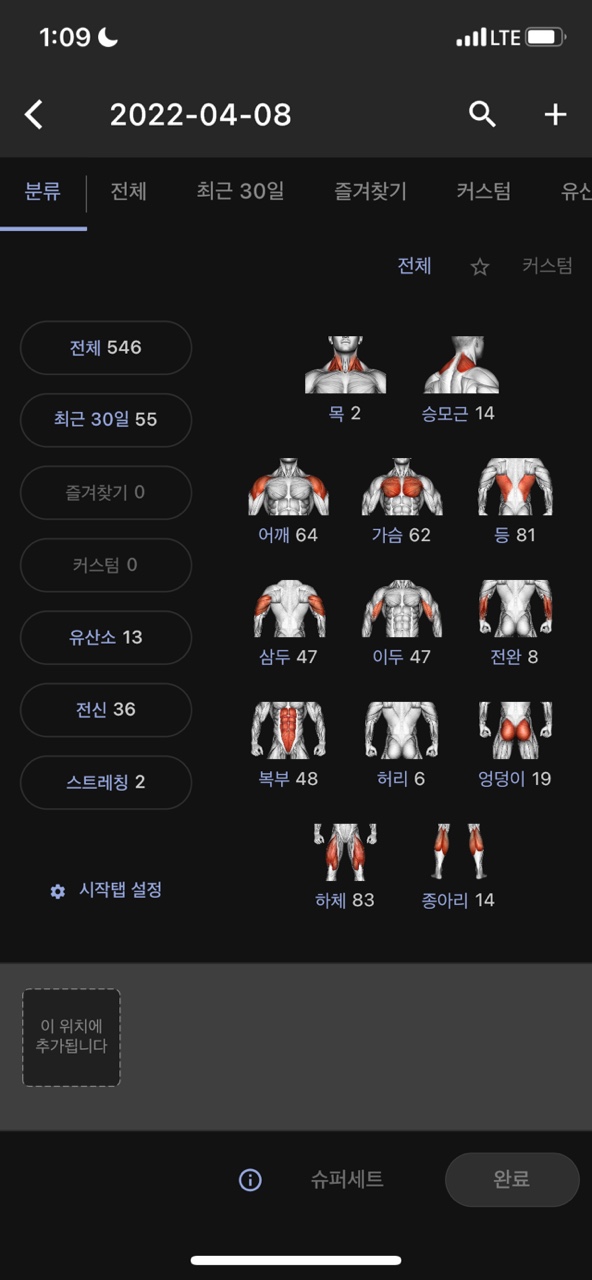 1:09
LTE
2022-04-08
분류
전체
최근 30일
즐겨찾기
커스텀
유산
전체
커스텀
전체 546
최근 30일 55
즐겨찾기 0
커스텀 0
유산소 13
전신 36
스트레칭 2
시작탭 설정
목 2
승모근 14
어깨 64
가슴 62
등 81
삼두 47
이두 47
전완 8
복부 48
허리 6
엉덩이 19
하체 83
종아리 14
이 위치에
추가됩니다
슈퍼세트
완료